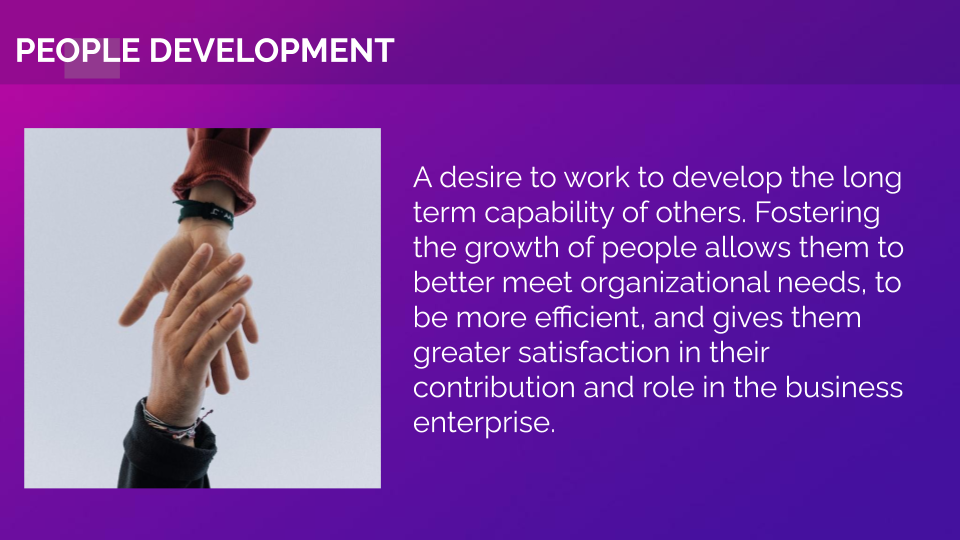 PEOPLE DEVELOPMENT
A desire to work to develop the long
term capability of others. Fostering
the growth of people allows them to
better meet organizational needs, to
be more efficient, and gives them
greater satisfaction in their
contribution and role in the business
enterprise.